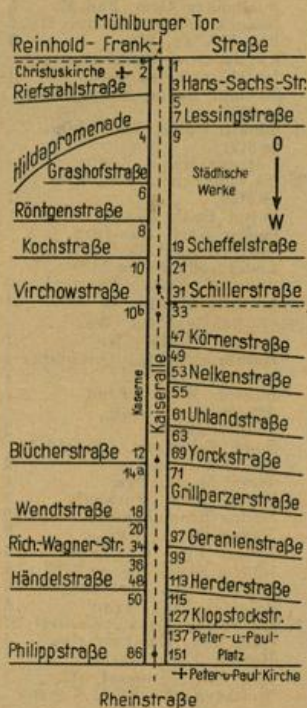 Mühlburger Tor
Reinhold-Frank-Straße
Christuskirche 2 1
3 Hans-Sachs-Str.
Riefstahlstraße
5
7 Lessingstraße
Hildapromenade
4 9
O
Grashofstraße
Städtische
Werke
6
W
Röntgenstraße
8
Kochstraße 19 Scheffelstraße
10 21
Virchowstraße 31 Schillerstraße
10b 33
47 Körnerstraße
49
Kaserne
Kaiserallee
53 Nelkenstraße
55
61 Uhlandstraße
63
Blücherstraße 12 69 Yorckstraße
14a 71
Grillparzerstraße
Wendtstraße 18
20
Rich.-Wagner-Str. 34 97 Geranienstraße
36 99
Händelstraße 48 113 Herderstraße
50 115
127 Klopstockstr.
137 Peter-u-Paul-
Philippstraße 86 151 Platz
Peter-u-Paul-Kirche
Rheinstraße